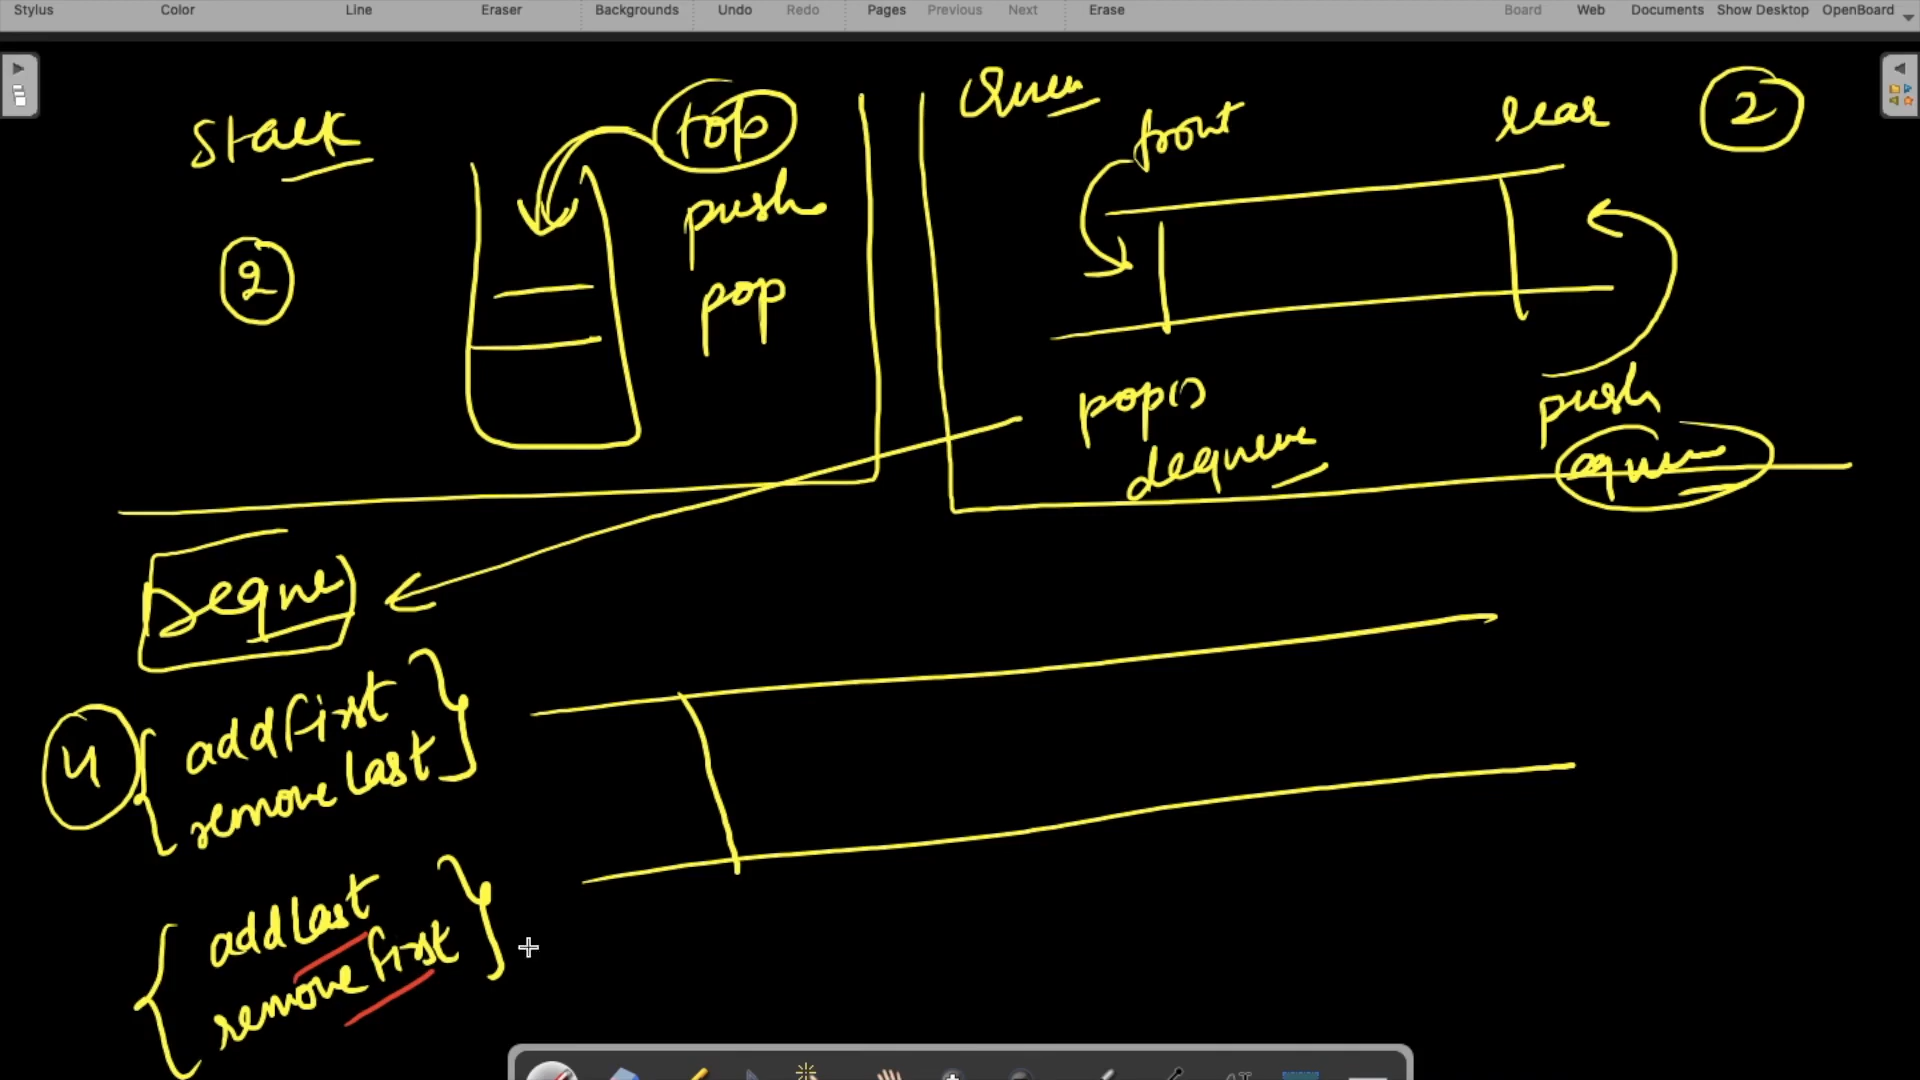 Stylus Color Line Eraser Backgrounds Undo Redo Pages Previous Next Erase Board Web Documents Show Desktop OpenBoard
Stack
top
push
pop
2
Queue
front
rear
2
pop()
dequeue
push
Deque
4
addfirst
remove last
addlast
remove first